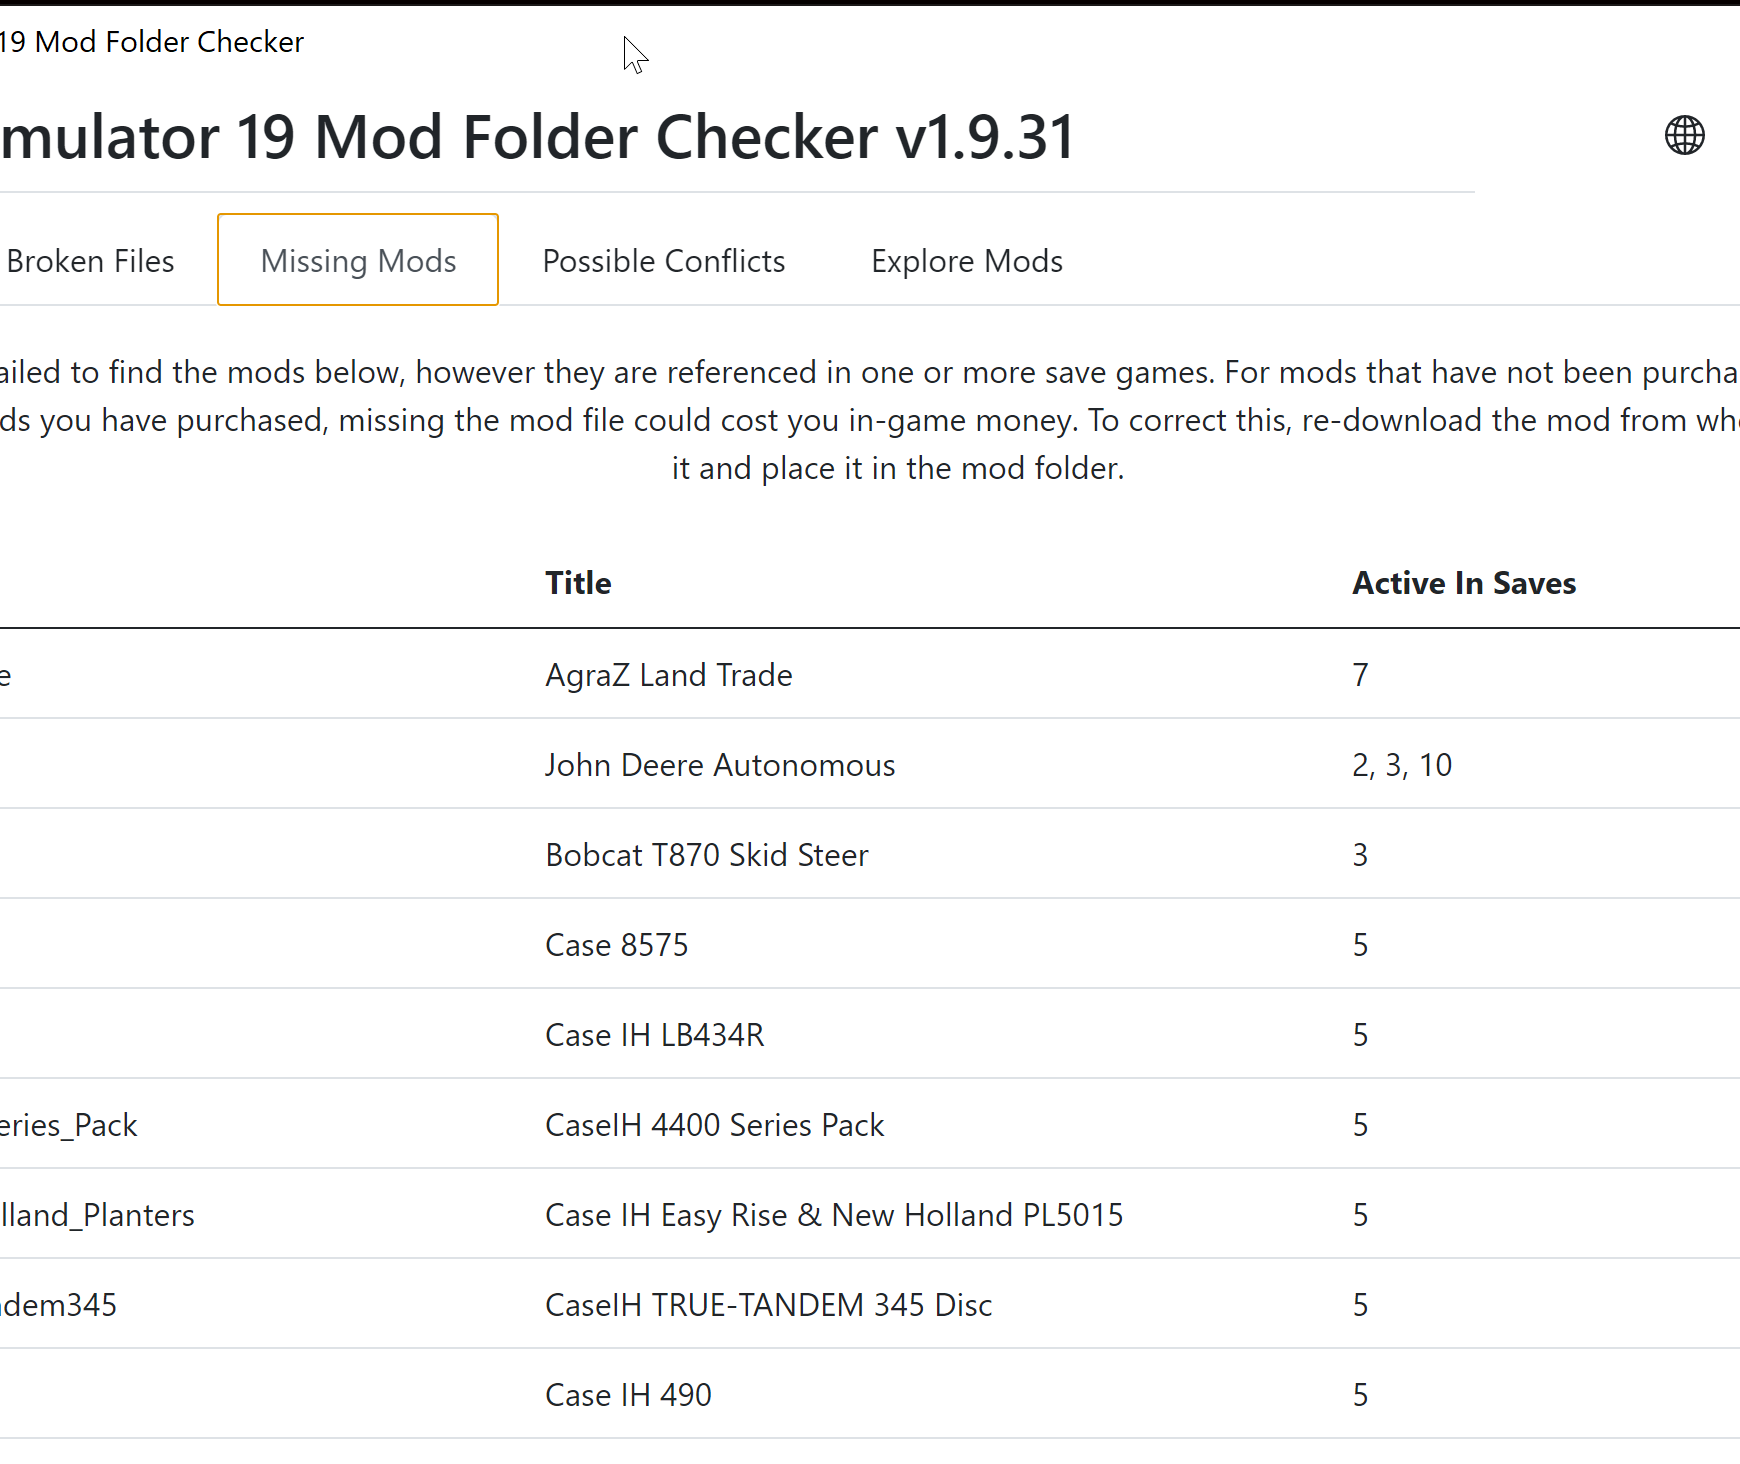 19 Mod Folder Checker
mulator 19 Mod Folder Checker v1.9.31
Broken Files Missing Mods Possible Conflicts Explore Mods
ailed to find the mods below, however they are referenced in one or more save games. For mods that have not been purcha
ds you have purchased, missing the mod file could cost you in-game money. To correct this, re-download the mod from whe
it and place it in the mod folder.
Title Active In Saves
e AgraZ Land Trade 7
John Deere Autonomous 2, 3, 10
Bobcat T870 Skid Steer 3
Case 8575 5
Case IH LB434R 5
eries_Pack CaseIH 4400 Series Pack 5
lland_Planters Case IH Easy Rise & New Holland PL5015 5
dem345 CaseIH TRUE-TANDEM 345 Disc 5
Case IH 490 5